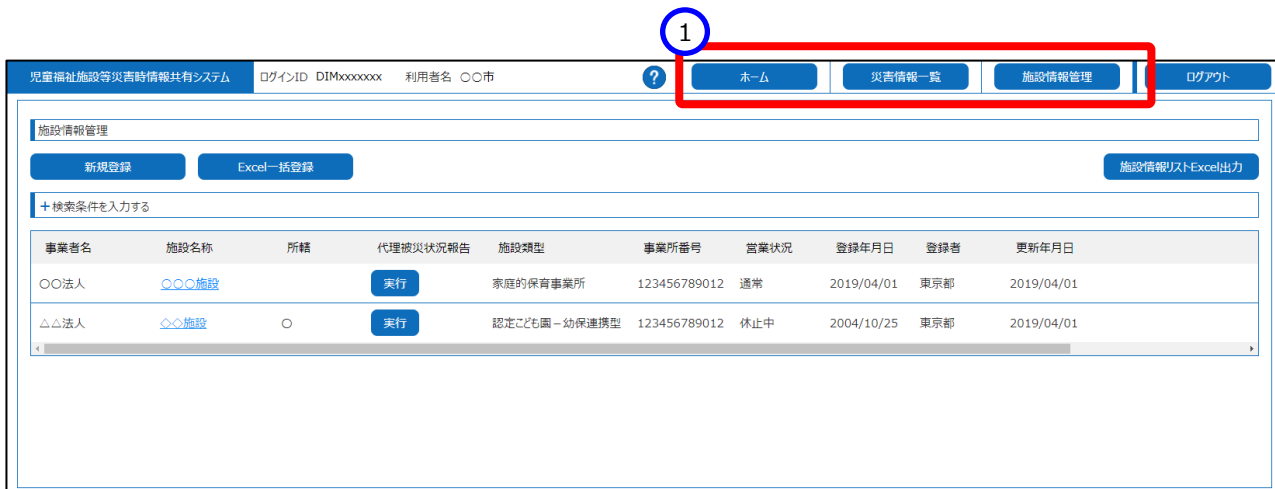 1
児童福祉施設等災害時情報共有システム ログインID DIMxxxxxxx 利用者名 〇〇市 ? ホーム 災害情報一覧 施設情報管理 ログアウト
施設情報管理
新規登録 Excel一括登録 施設情報リストExcel出力
+検索条件を入力する
事業者名 施設名称 所轄 代理被災状況報告 施設類型 事業所番号 営業状況 登録年月日 登録者 更新年月日
〇〇法人 〇〇〇施設 実行 家庭的保育事業所 123456789012 通常 2019/04/01 東京都 2019/04/01
△△法人 ◇◇施設 〇 実行 認定こども園－幼保連携型 123456789012 休止中 2004/10/25 東京都 2019/04/01